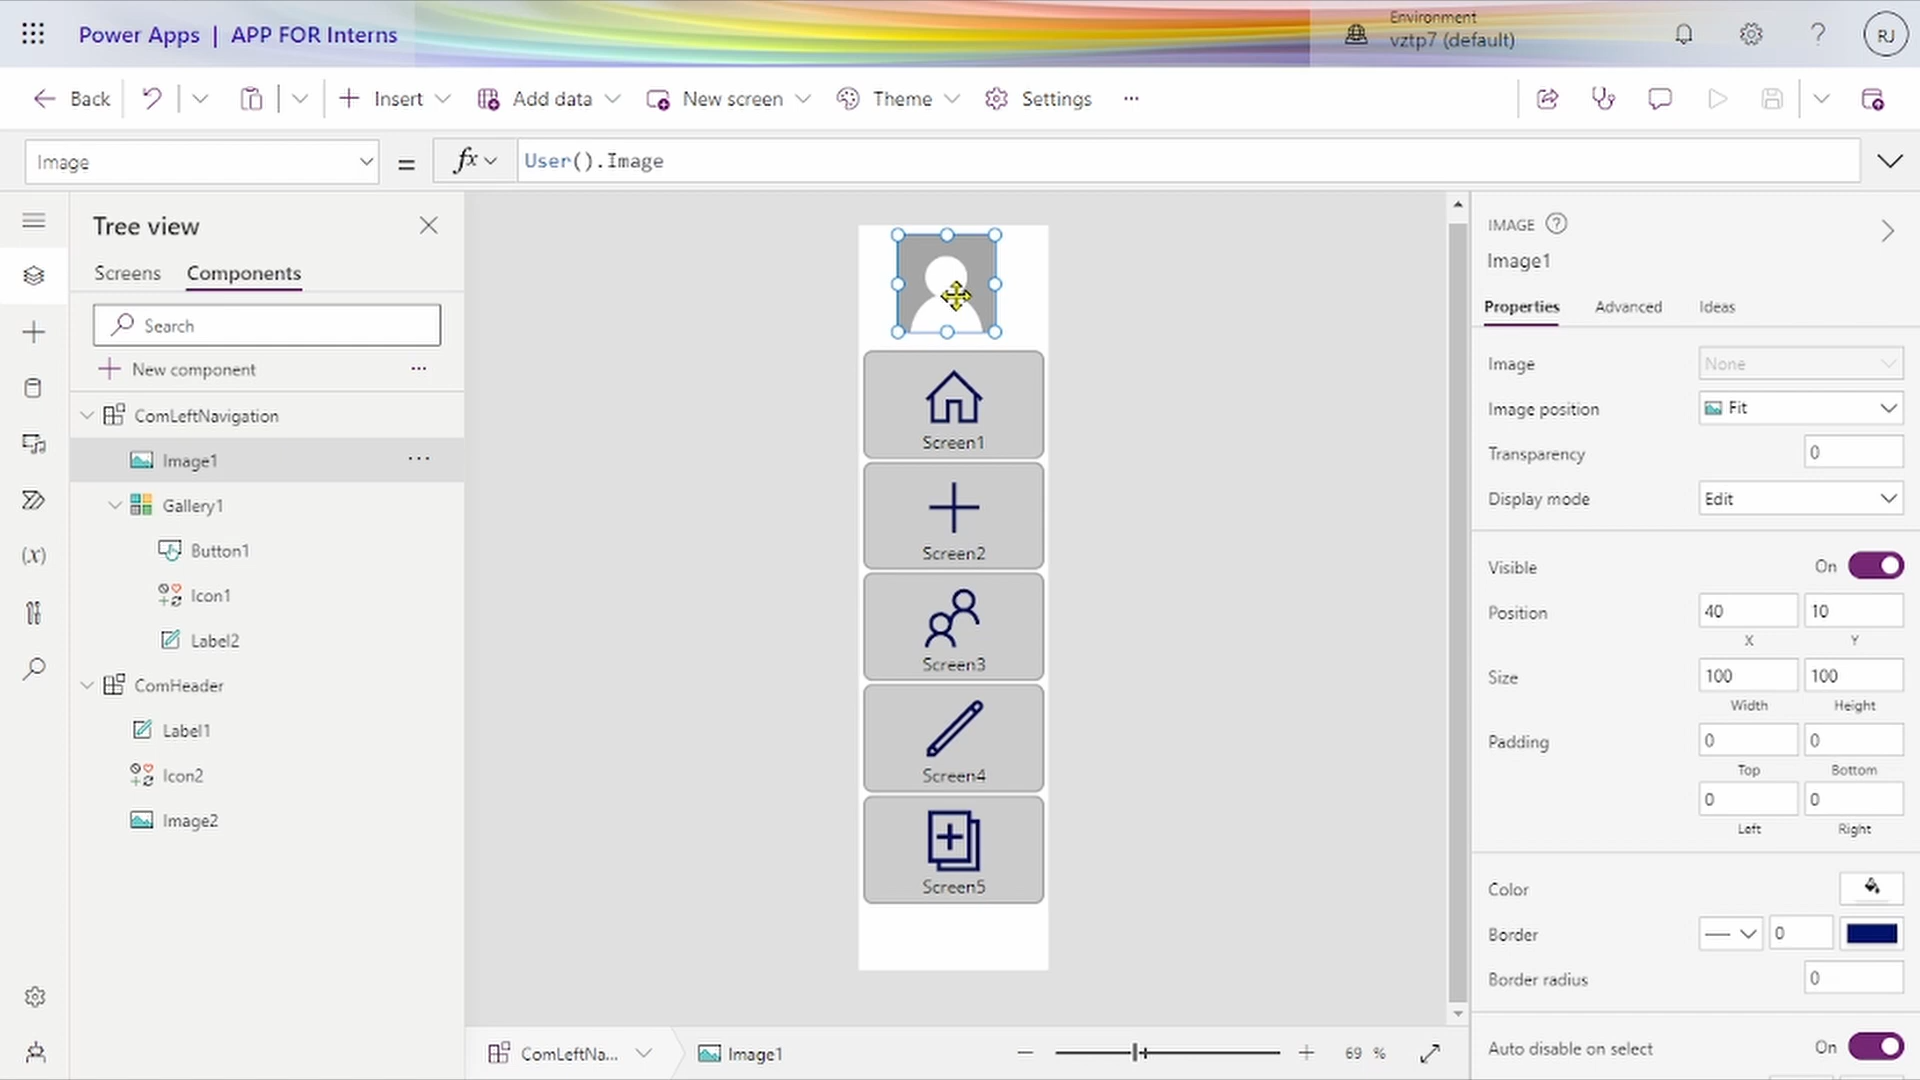 Power Apps | APP FOR Interns
Environment
vztp7 (default)
RJ
Back
Insert
Add data
New screen
Theme
Settings
Image
=
fx
User().Image
Tree view
Screens
Components
Search
New component
ComLeftNavigation
Image1
Gallery1
Button1
Icon1
Label2
ComHeader
Label1
Icon2
Image2
Screen1
Screen2
Screen3
Screen4
Screen5
ComLeftNa...
Image1
69 %
IMAGE
Image1
Properties
Advanced
Ideas
Image
None
Image position
Fit
Transparency
0
Display mode
Edit
Visible
On
Position
40
10
X
Y
Size
100
100
Width
Height
Padding
0
0
Top
Bottom
0
0
Left
Right
Color
Border
0
Border radius
0
Auto disable on select
On